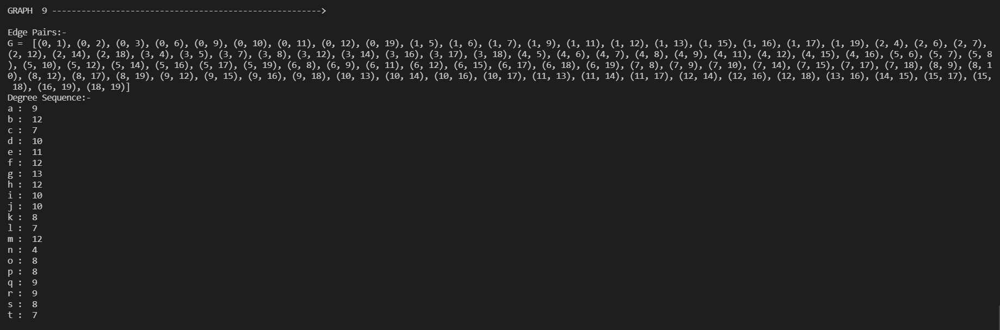 GRAPH  9 ------------------------------------------------------->
Edge Pairs:-
G =  [(0, 1), (0, 2), (0, 3), (0, 6), (0, 9), (0, 10), (0, 11), (0, 12), (0, 19), (1, 5), (1, 6), (1, 7), (1, 9), (1, 11), (1, 12), (1, 13), (1, 15), (1, 16), (1, 17), (1, 19), (2, 4), (2, 6), (2, 7),
(2, 12), (2, 14), (2, 18), (3, 4), (3, 5), (3, 7), (3, 8), (3, 12), (3, 14), (3, 16), (3, 17), (3, 18), (4, 5), (4, 6), (4, 7), (4, 8), (4, 9), (4, 11), (4, 12), (4, 15), (4, 16), (5, 6), (5, 7), (5, 8
), (5, 10), (5, 12), (5, 14), (5, 16), (5, 17), (5, 19), (6, 8), (6, 9), (6, 11), (6, 12), (6, 15), (6, 17), (6, 18), (6, 19), (7, 8), (7, 9), (7, 10), (7, 14), (7, 15), (7, 17), (7, 18), (8, 9), (8, 1
0), (8, 12), (8, 17), (8, 19), (9, 12), (9, 15), (9, 16), (9, 18), (10, 13), (10, 14), (10, 16), (10, 17), (11, 13), (11, 14), (11, 17), (12, 14), (12, 16), (12, 18), (13, 16), (14, 15), (15, 17), (15,
 18), (16, 19), (18, 19)]
Degree Sequence:-
a :  9
b :  12
c :  7
d :  10
e :  11
f :  12
g :  13
h :  12
i :  10
j :  10
k :  8
l :  7
m :  12
n :  4
o :  8
p :  8
q :  9
r :  9
s :  8
t :  7